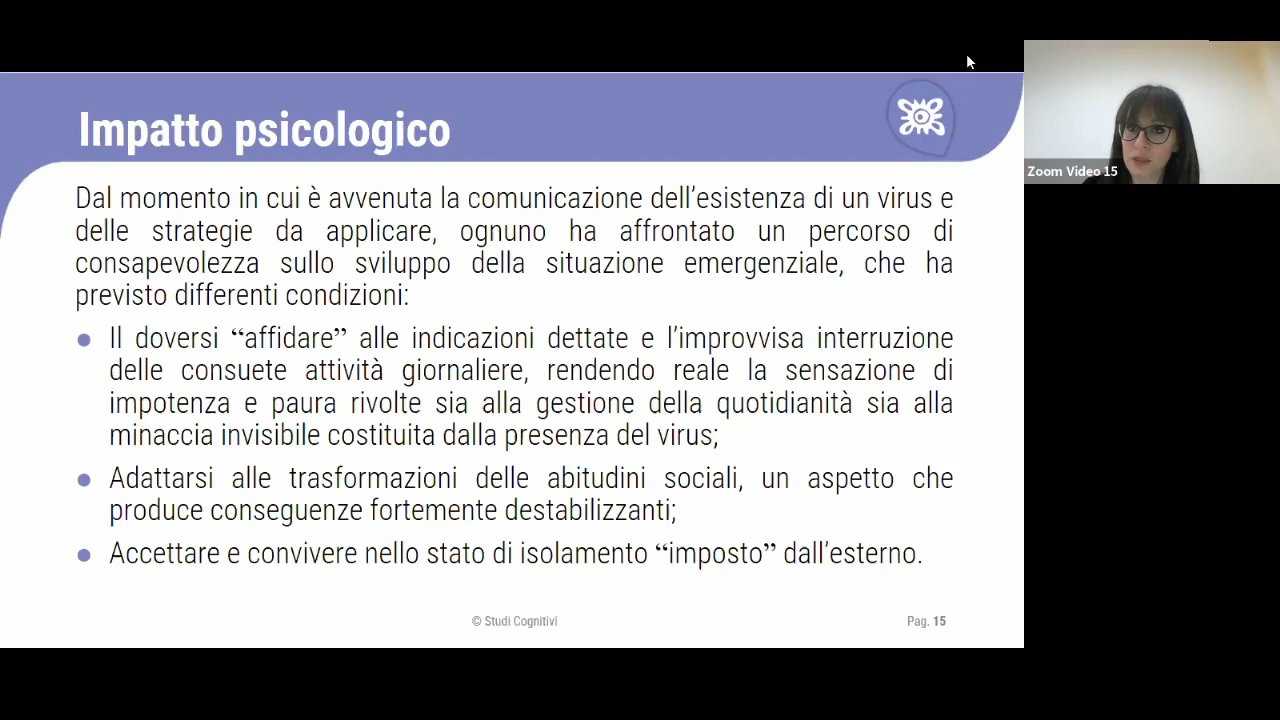 Impatto psicologico
Zoom Video 15
Dal momento in cui è avvenuta la comunicazione dell’esistenza di un virus e
delle strategie da applicare, ognuno ha affrontato un percorso di
consapevolezza sullo sviluppo della situazione emergenziale, che ha
previsto differenti condizioni:
● Il doversi “affidare” alle indicazioni dettate e l’improvvisa interruzione
delle consuete attività giornaliere, rendendo reale la sensazione di
impotenza e paura rivolte sia alla gestione della quotidianità sia alla
minaccia invisibile costituita dalla presenza del virus;
● Adattarsi alle trasformazioni delle abitudini sociali, un aspetto che
produce conseguenze fortemente destabilizzanti;
● Accettare e convivere nello stato di isolamento “imposto” dall’esterno.
© Studi Cognitivi
Pag. 15